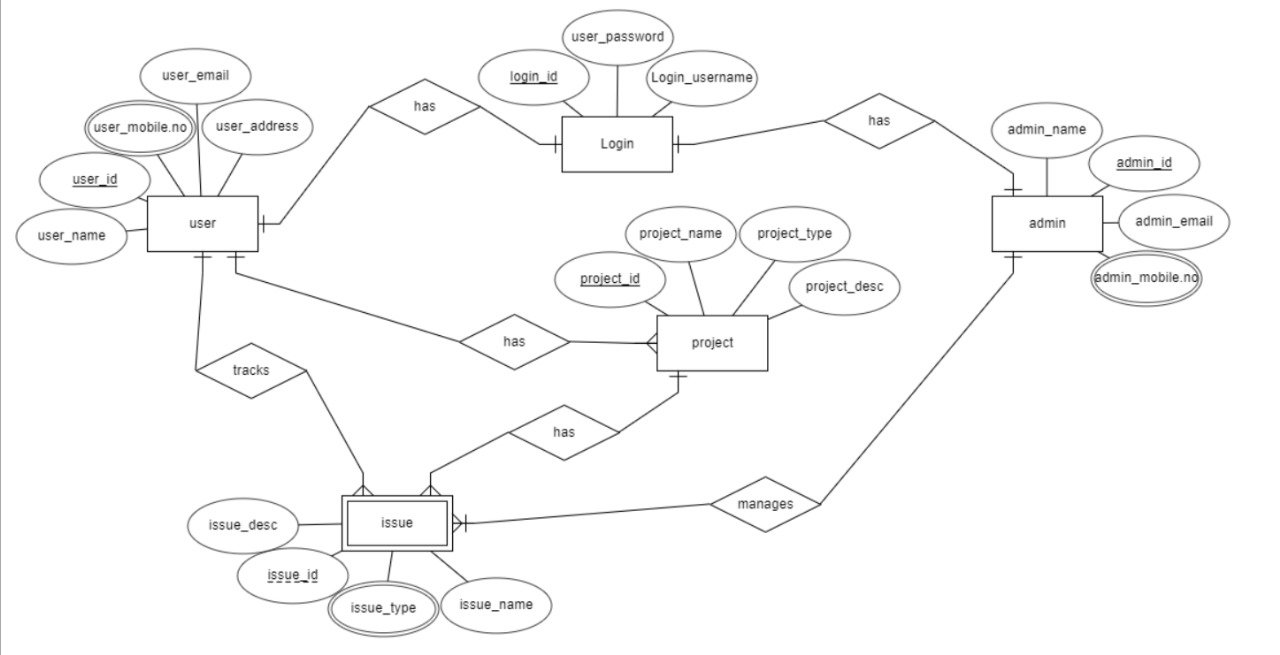 user_password
user_email
login_id
Login_username
has
user_mobile.no
user_address
has
admin_name
Login
admin_id
user_id
user_name
user
project_name
project_type
admin
admin_email
project_id
project_desc
admin_mobile.no
has
project
tracks
has
manages
issue_desc
issue
issue_id
issue_type
issue_name